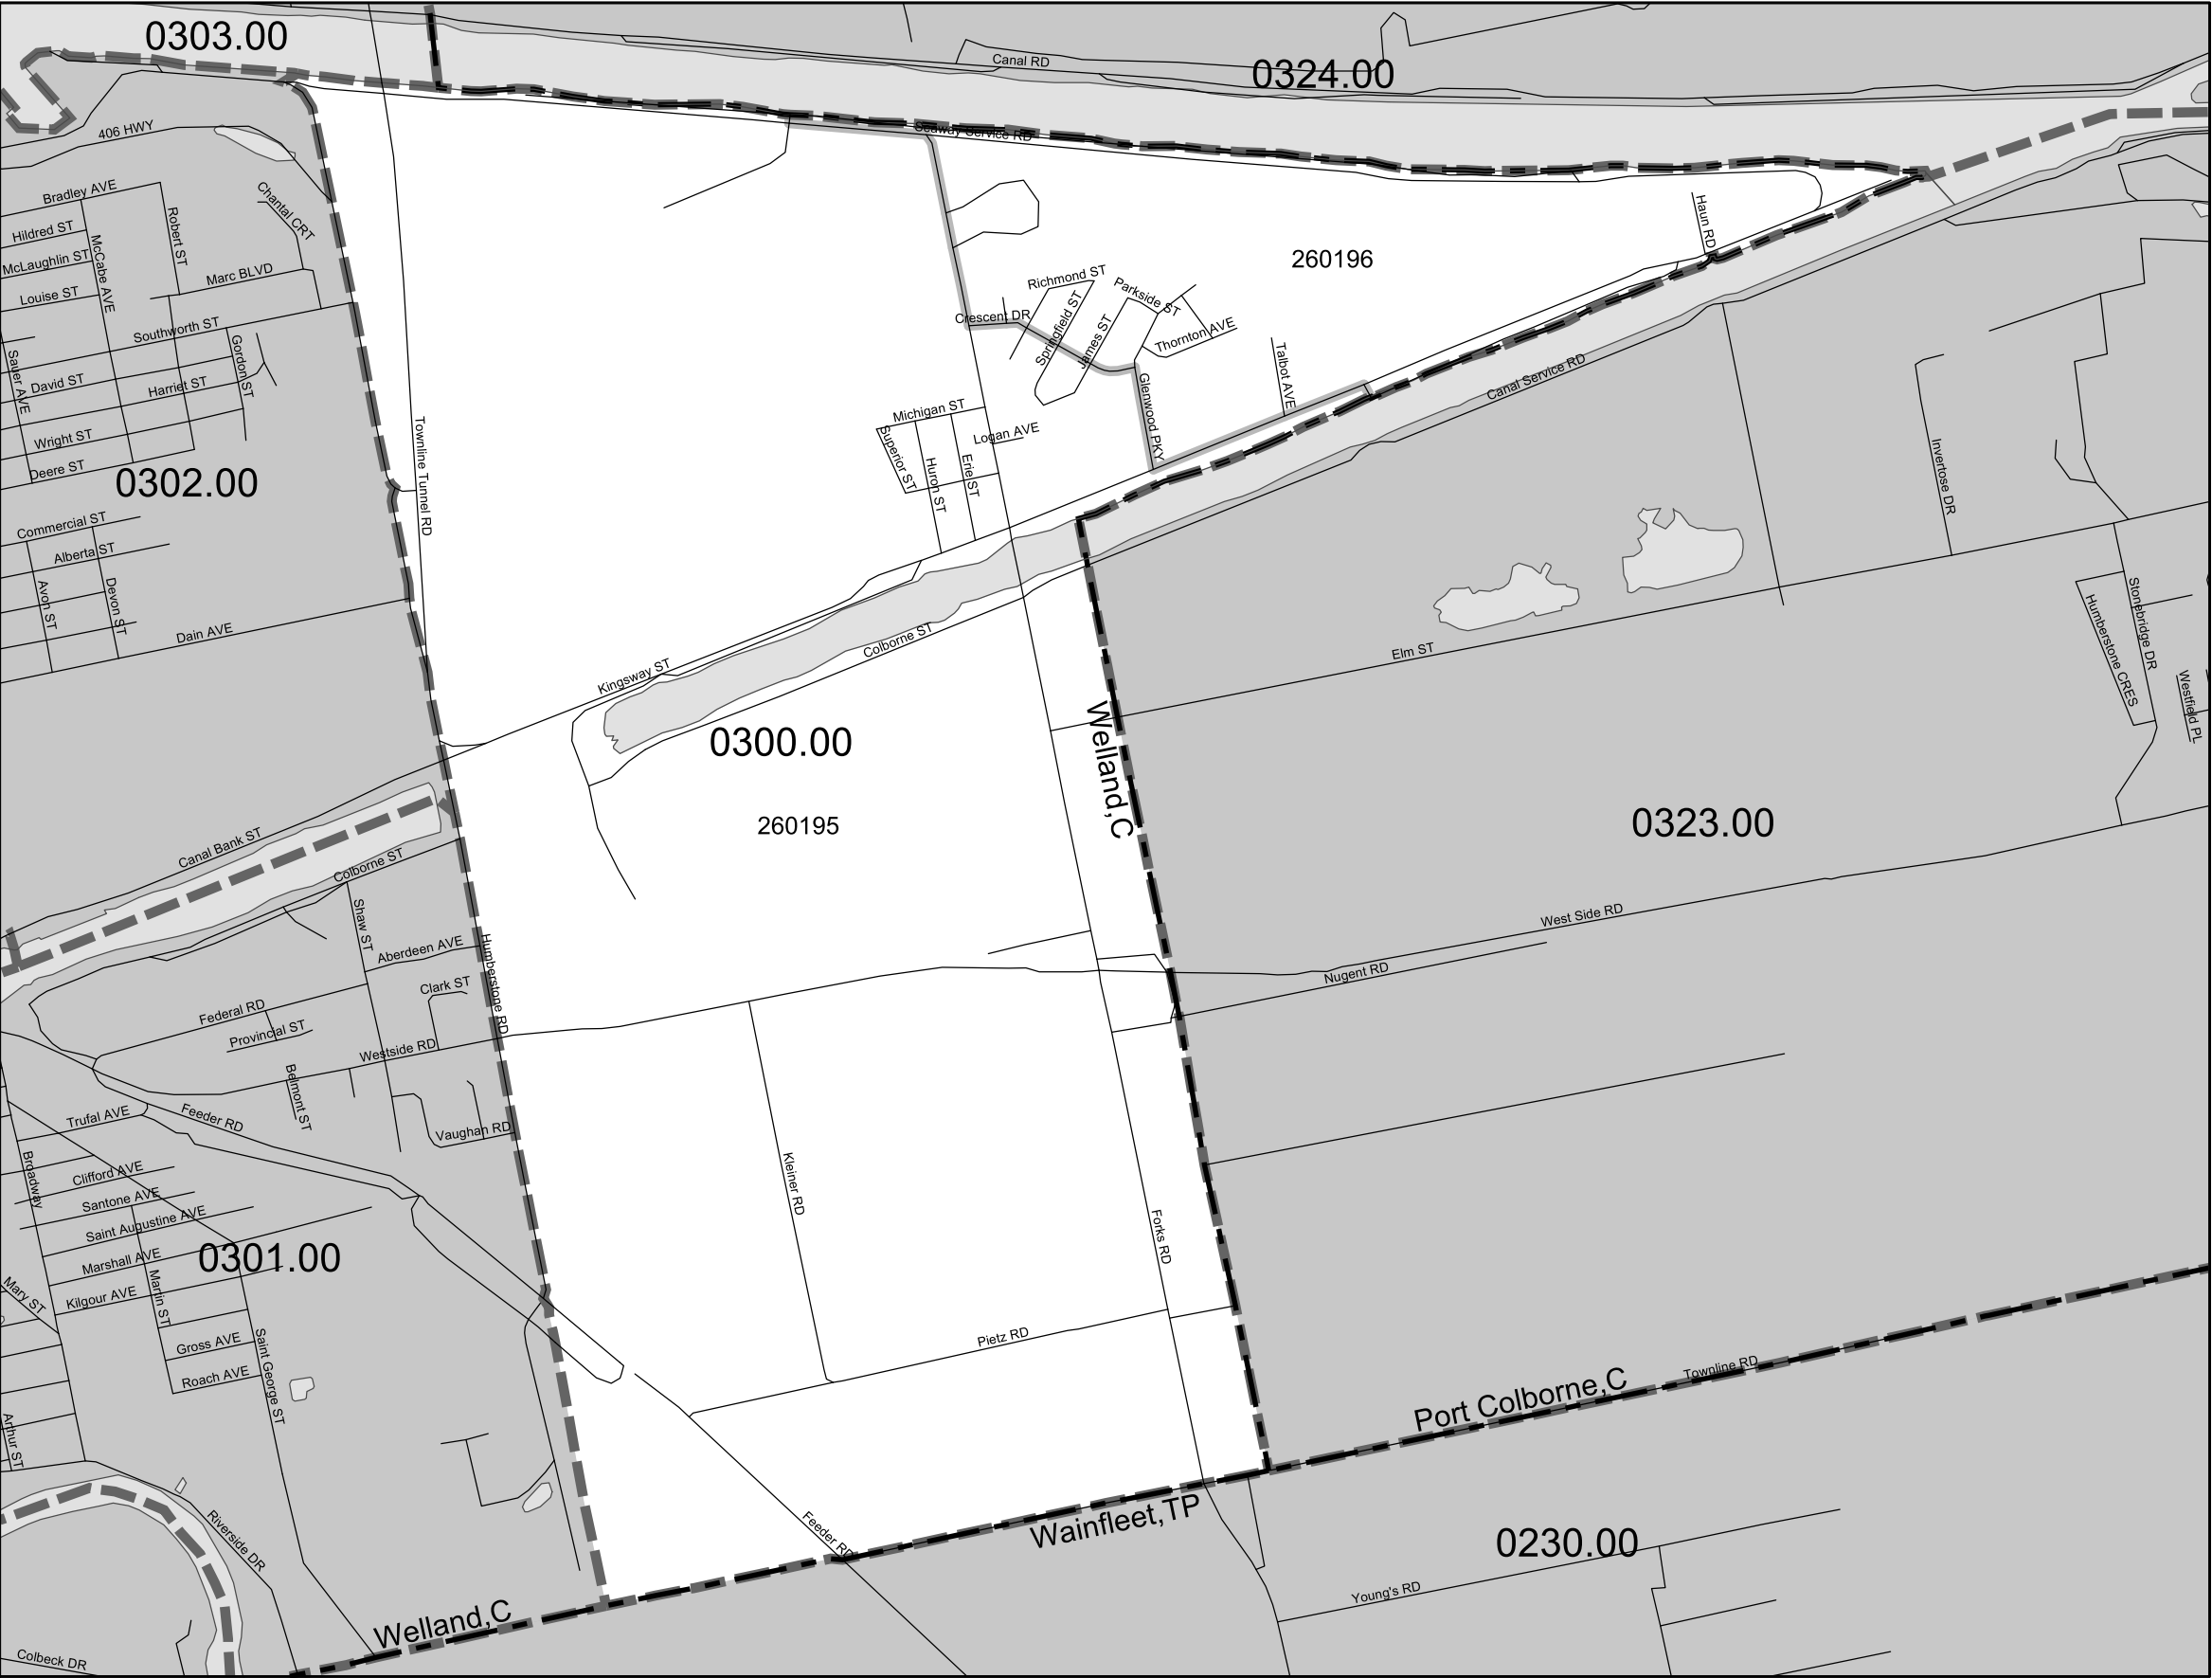 0303.00
0324.00
Canal RD
406 HWY
Seaway Service RD
Bradley AVE
Chantal CRT
Robert ST
Haun RD
Hildred ST
McCabe AVE
McLaughlin ST
260196
Marc BLVD
Richmond ST
Parkside ST
Louise ST
Crescent DR
Southworth ST
Springfield ST
James ST
Thornton AVE
Gordon ST
Talbot AVE
Sauer AVE
David ST
Harriet ST
Canal Service RD
Glenwood PKY
Michigan ST
Townline Tunnel RD
Superior ST
Logan AVE
Wright ST
Huron ST
Erie ST
Invertose DR
Deere ST
0302.00
Commercial ST
Alberta ST
Avon ST
Devon ST
Stonebridge DR
Humberstone CRES
Dain AVE
Colborne ST
Elm ST
Kingsway ST
Westfield PL
0300.00
Welland,C
260195
0323.00
Canal Bank ST
Colborne ST
Shaw ST
West Side RD
Aberdeen AVE
Humberstone RD
Nugent RD
Clark ST
Federal RD
Provincial ST
Westside RD
Belmont ST
Trufal AVE
Feeder RD
Vaughan RD
Broadway
Clifford AVE
Kleiner RD
Santone AVE
Saint Augustine AVE
Forks RD
Marshall AVE
0301.00
Mary ST
Kilgour AVE
Martin ST
Gross AVE
Saint George ST
Pietz RD
Roach AVE
Townline RD
Port Colborne,C
Arthur ST
Riverside DR
Feeder RD
Wainfleet,TP
0230.00
Young's RD
Welland,C
Colbeck DR